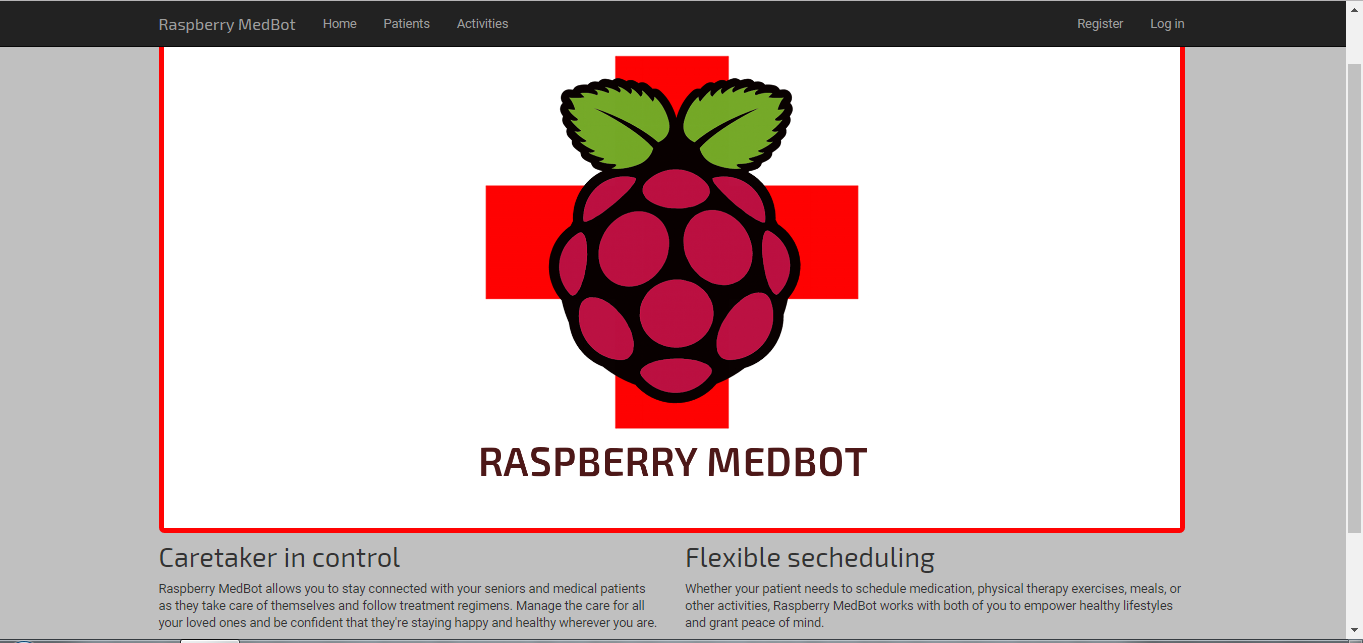 Raspberry MedBot Home Patients Activities Register Log in
RASPBERRY MEDBOT
Caretaker in control
Raspberry MedBot allows you to stay connected with your seniors and medical patients
as they take care of themselves and follow treatment regimens. Manage the care for all
your loved ones and be confident that they're staying happy and healthy wherever you are.
Flexible secheduling
Whether your patient needs to schedule medication, physical therapy exercises, meals, or
other activities, Raspberry MedBot works with both of you to empower healthy lifestyles
and grant peace of mind.